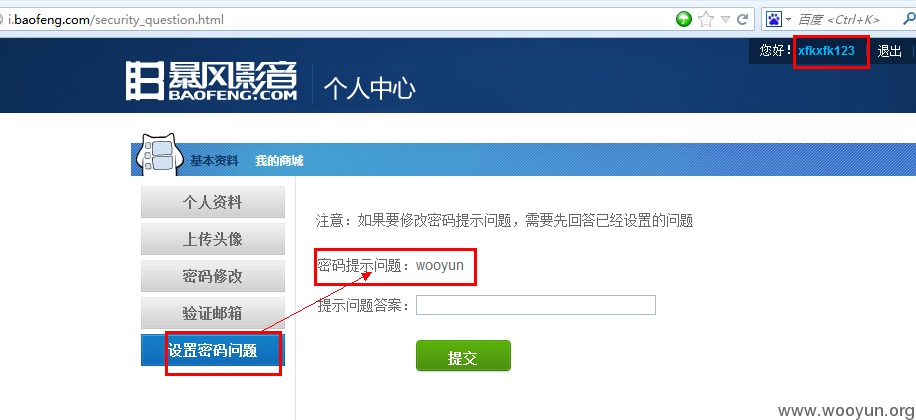 i.baofeng.com/security_question.html
百度 <Ctrl+K>
您好！xfkxfk123 退出
暴风影音
BAOFENG.COM
个人中心
基本资料 我的商城
个人资料
上传头像
密码修改
验证邮箱
设置密码问题
注意：如果要修改密码提示问题，需要先回答已经设置的问题
密码提示问题：wooyun
提示问题答案：
提交
www.wooyun.org